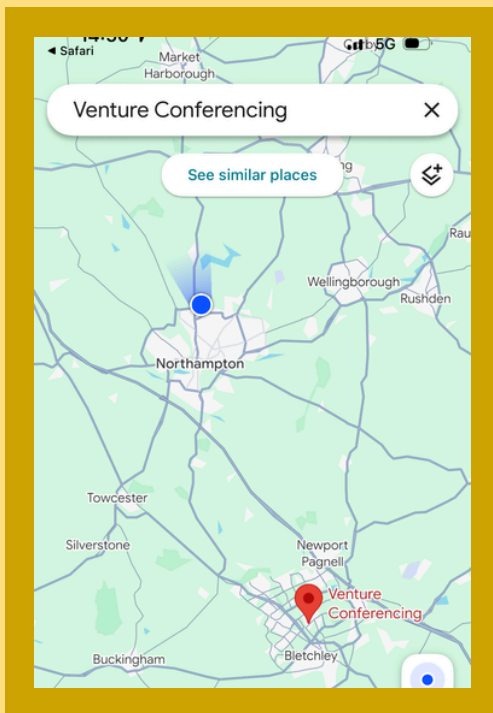 ◀ Safari
5G
Market
Harborough
Venture Conferencing
See similar places
Wellingborough
Rushden
Northampton
Towcester
Silverstone
Newport
Pagnell
Venture
Conferencing
Buckingham
Bletchley